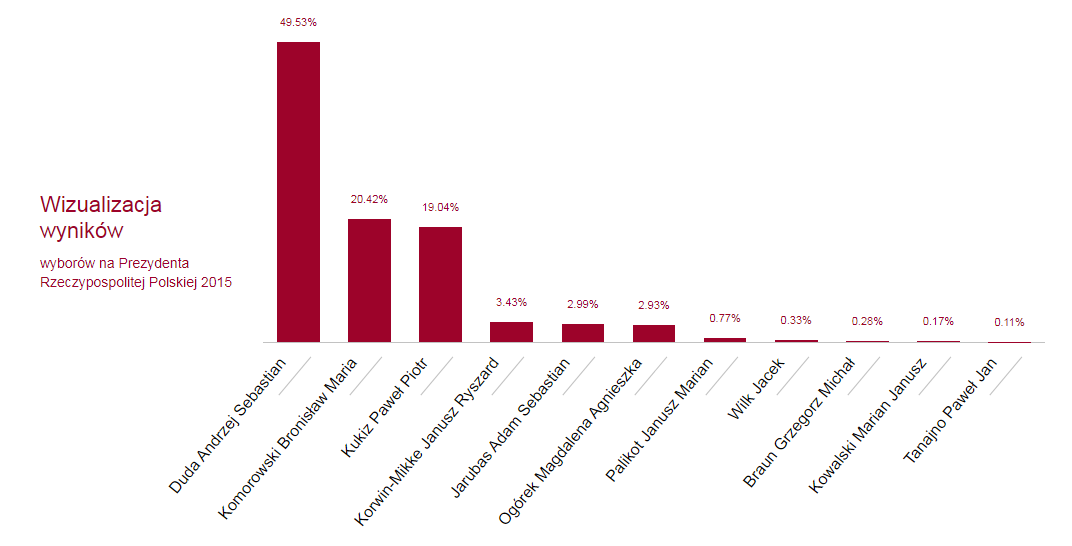 Wizualizacja
wyników
wyborów na Prezydenta
Rzeczypospolitej Polskiej 2015
49.53%
20.42%
19.04%
3.43%
2.99%
2.93%
0.77%
0.33%
0.28%
0.17%
0.11%
Duda Andrzej Sebastian
Komorowski Bronisław Maria
Kukiz Paweł Piotr
Korwin-Mikke Janusz Ryszard
Jarubas Adam Sebastian
Ogórek Magdalena Agnieszka
Palikot Janusz Marian
Wilk Jacek
Braun Grzegorz Michał
Kowalski Marian Janusz
Tanajno Paweł Jan